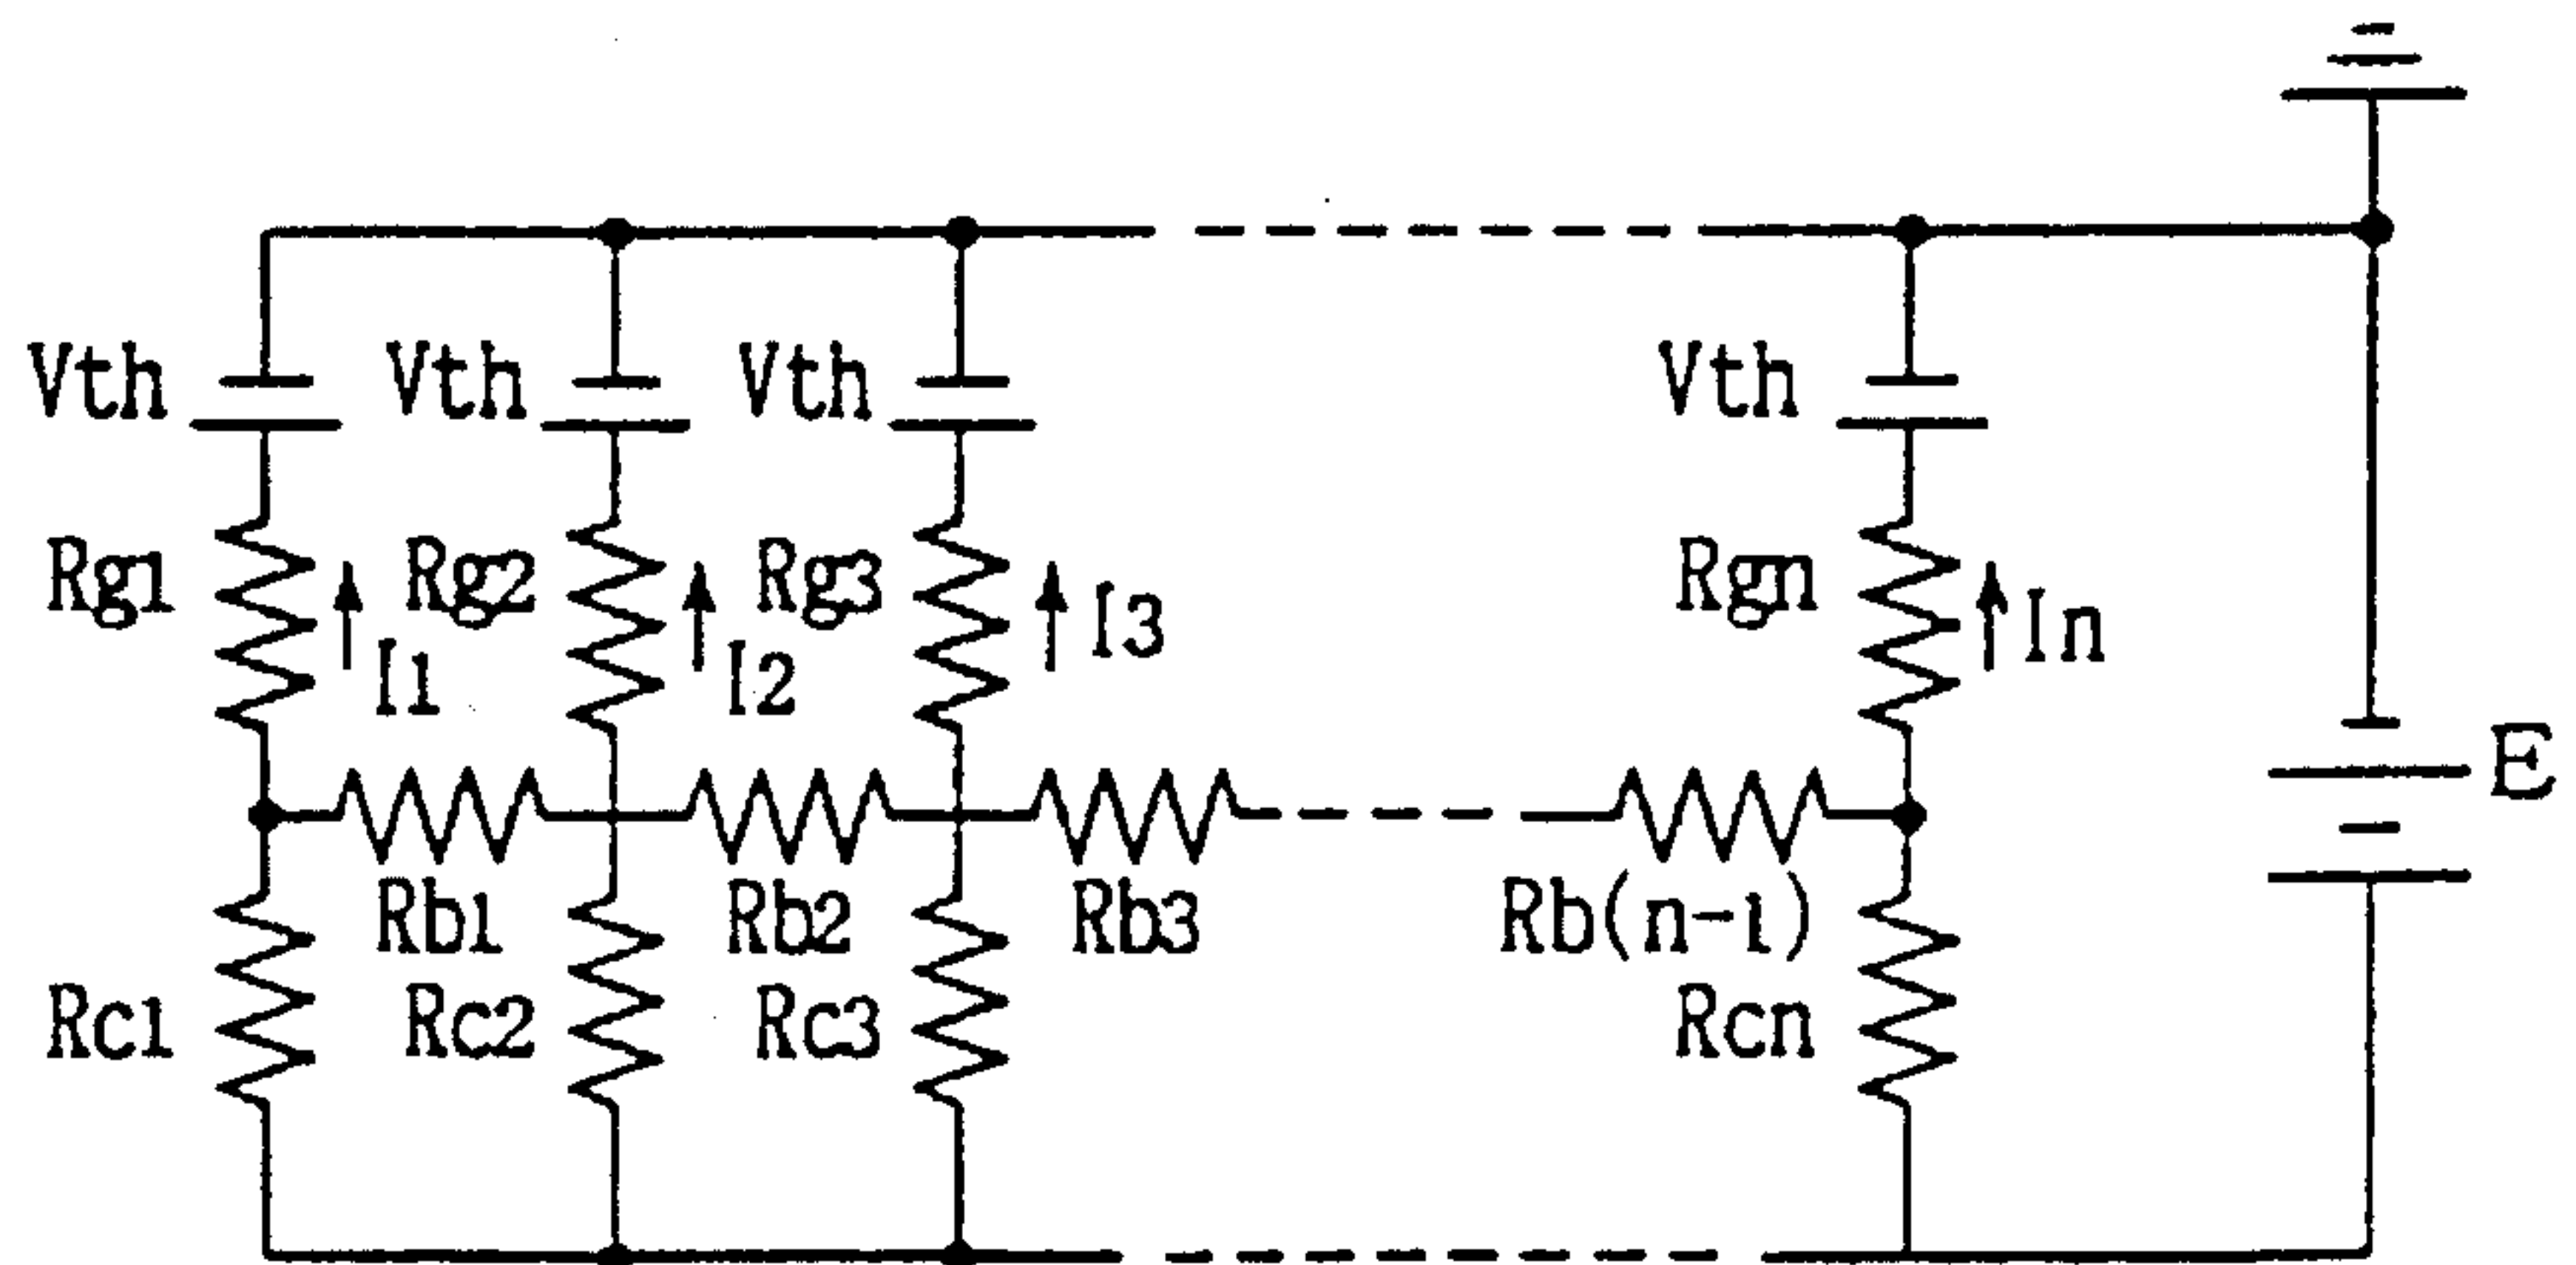 Vth Vth Vth Vth
Rg1 Rg2 Rg3 Rgn
I1 I2 I3 In
E
Rb1 Rb2 Rb3 Rb(n-1)
Rc1 Rc2 Rc3 Rcn